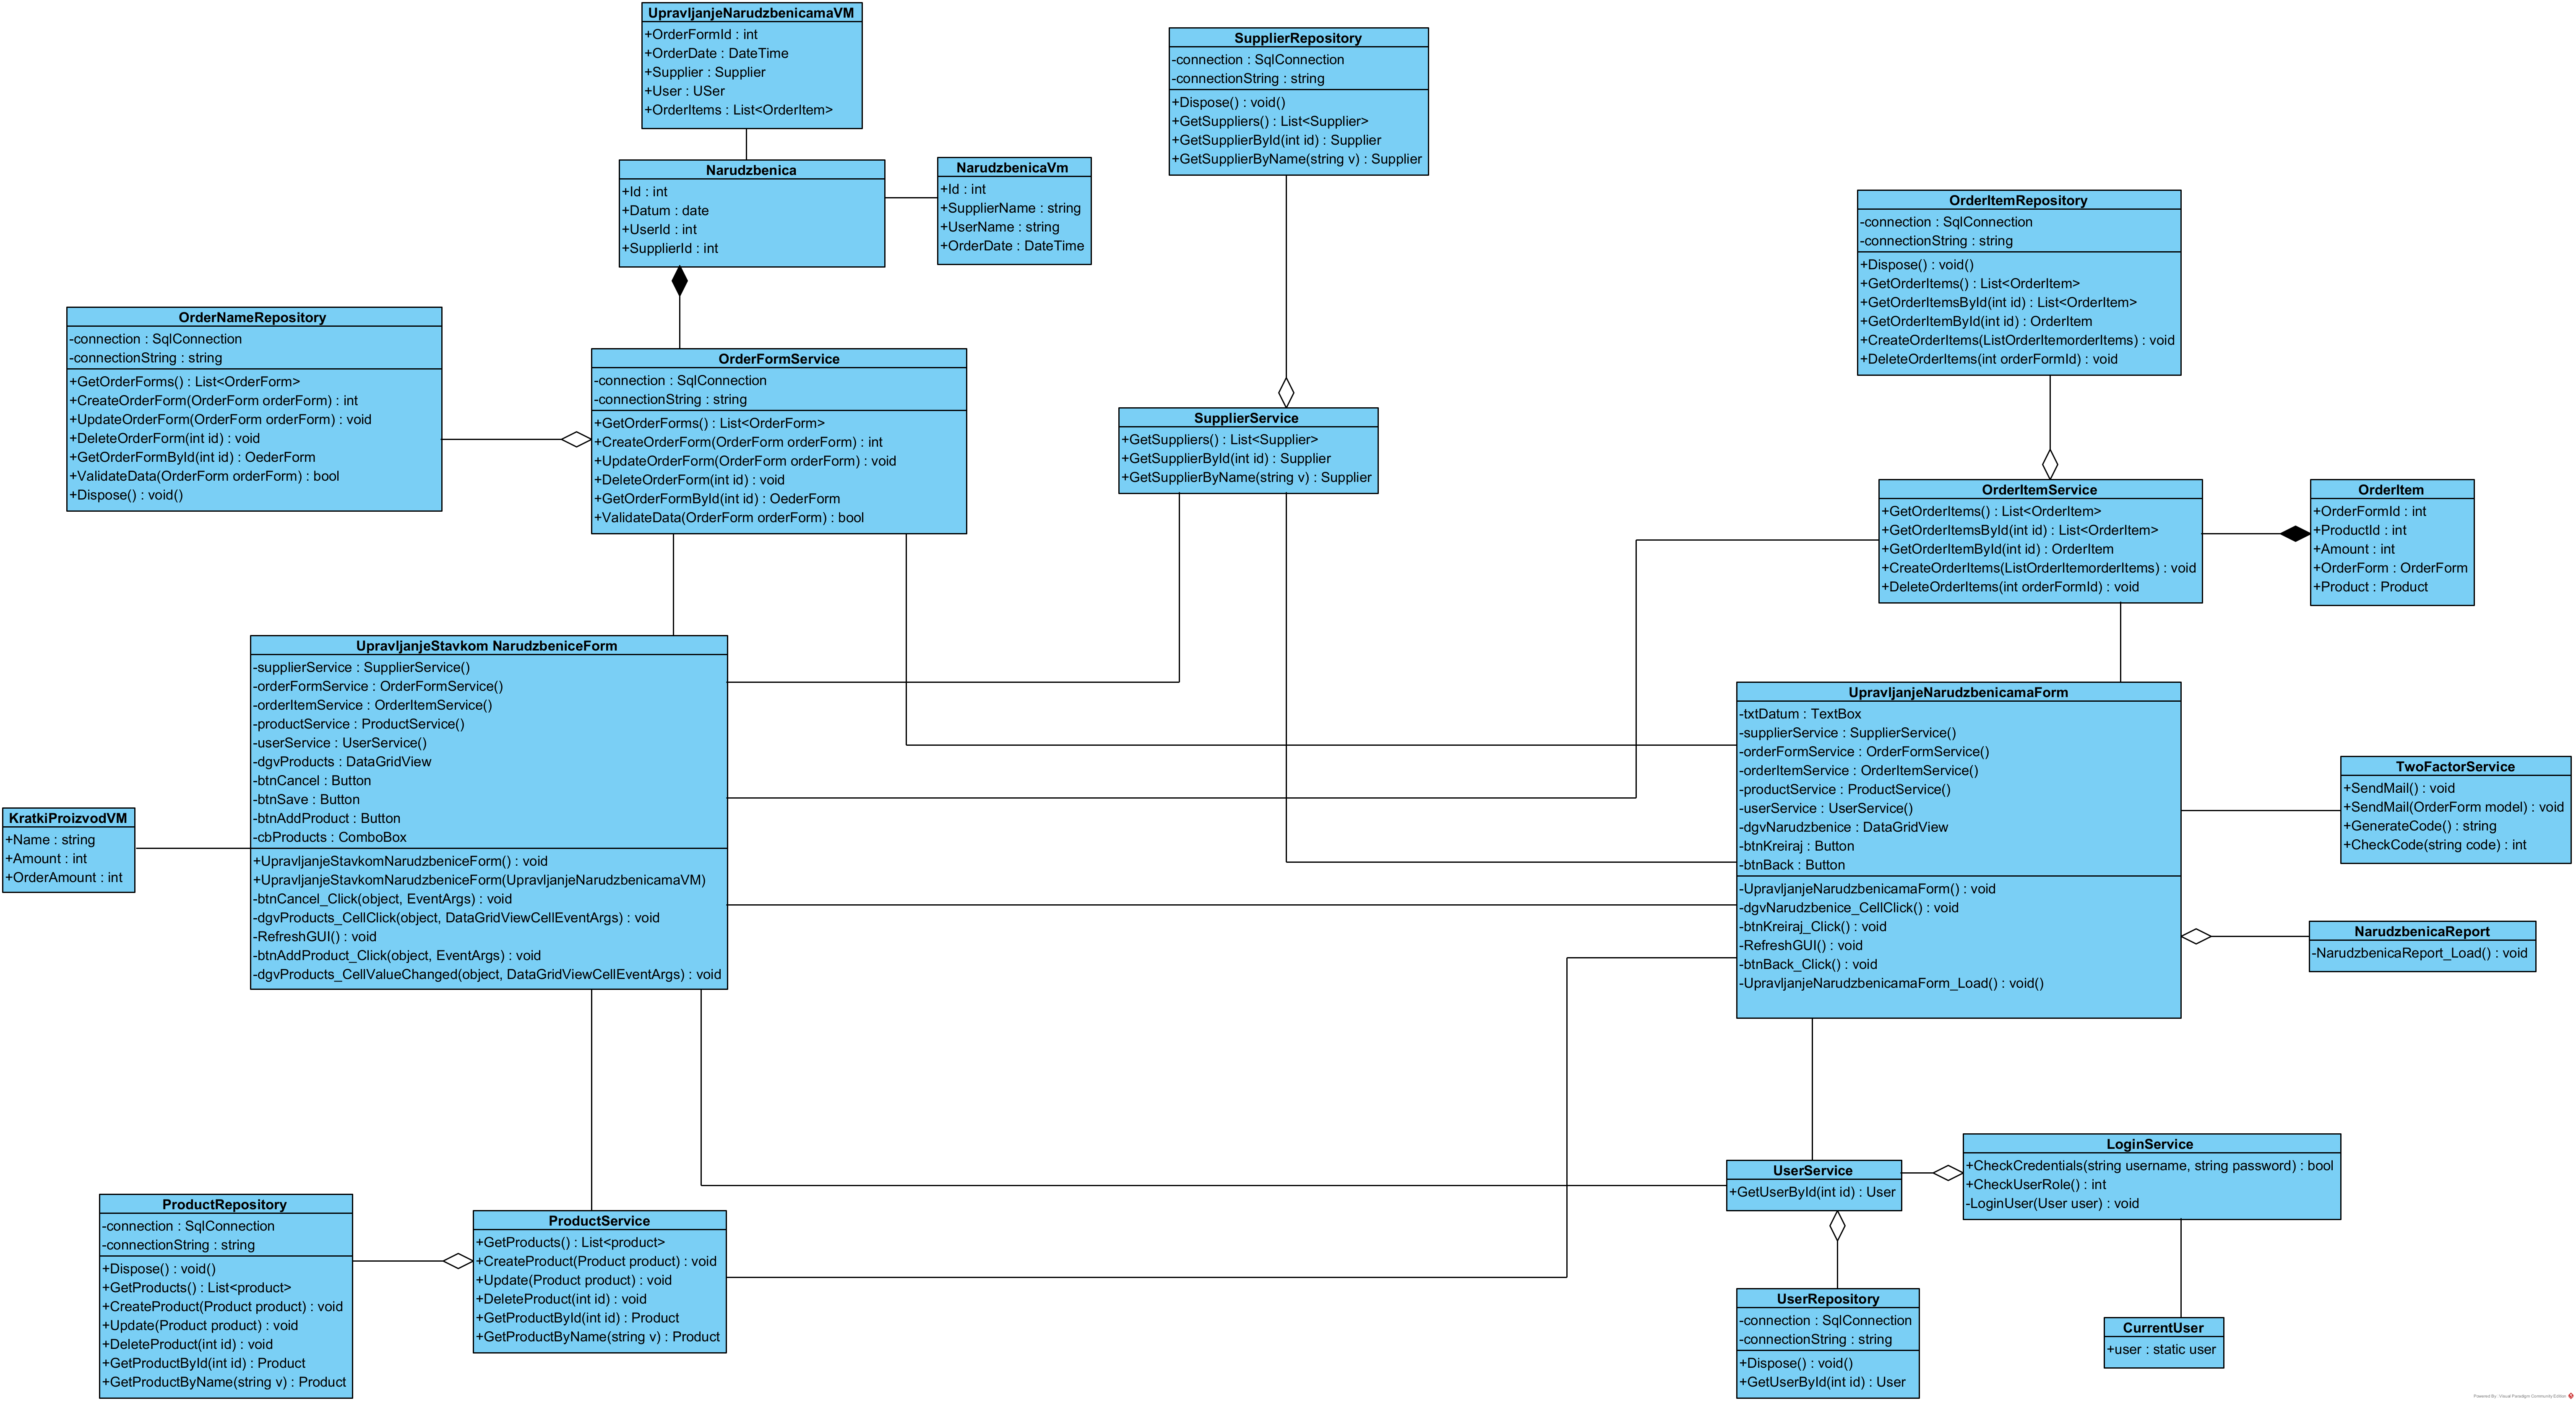 UpravljanjeNarudzbenicamaVM
+OrderFormId : int
+OrderDate : DateTime
+Supplier : Supplier
+User : USer
+OrderItems : List<OrderItem>
SupplierRepository
-connection : SqlConnection
-connectionString : string
+Dispose() : void()
+GetSuppliers() : List<Supplier>
+GetSupplierById(int id) : Supplier
+GetSupplierByName(string v) : Supplier
Narudzbenica
+Id : int
+Datum : date
+UserId : int
+SupplierId : int
NarudzbenicaVm
+Id : int
+SupplierName : string
+UserName : string
+OrderDate : DateTime
OrderItemRepository
-connection : SqlConnection
-connectionString : string
+Dispose() : void()
+GetOrderItems() : List<OrderItem>
+GetOrderItemsById(int id) : List<OrderItem>
+GetOrderItemById(int id) : OrderItem
+CreateOrderItems(ListOrderItemorderItems) : void
+DeleteOrderItems(int orderFormId) : void
OrderNameRepository
-connection : SqlConnection
-connectionString : string
+GetOrderForms() : List<OrderForm>
+CreateOrderForm(OrderForm orderForm) : int
+UpdateOrderForm(OrderForm orderForm) : void
+DeleteOrderForm(int id) : void
+GetOrderFormById(int id) : OederForm
+ValidateData(OrderForm orderForm) : bool
+Dispose() : void()
OrderFormService
-connection : SqlConnection
-connectionString : string
+GetOrderForms() : List<OrderForm>
+CreateOrderForm(OrderForm orderForm) : int
+UpdateOrderForm(OrderForm orderForm) : void
+DeleteOrderForm(int id) : void
+GetOrderFormById(int id) : OederForm
+ValidateData(OrderForm orderForm) : bool
SupplierService
+GetSuppliers() : List<Supplier>
+GetSupplierById(int id) : Supplier
+GetSupplierByName(string v) : Supplier
OrderItemService
+GetOrderItems() : List<OrderItem>
+GetOrderItemsById(int id) : List<OrderItem>
+GetOrderItemById(int id) : OrderItem
+CreateOrderItems(ListOrderItemorderItems) : void
+DeleteOrderItems(int orderFormId) : void
OrderItem
+OrderFormId : int
+ProductId : int
+Amount : int
+OrderForm : OrderForm
+Product : Product
UpravljanjeStavkom NarudzbeniceForm
-supplierService : SupplierService()
-orderFormService : OrderFormService()
-orderItemService : OrderItemService()
-productService : ProductService()
-userService : UserService()
-dgvProducts : DataGridView
-btnCancel : Button
-btnSave : Button
-btnAddProduct : Button
-cbProducts : ComboBox
+UpravljanjeStavkomNarudzbeniceForm() : void
+UpravljanjeStavkomNarudzbeniceForm(UpravljanjeNarudzbenicamaVM)
-btnCancel_Click(object, EventArgs) : void
-dgvProducts_CellClick(object, DataGridViewCellEventArgs) : void
-RefreshGUI() : void
-btnAddProduct_Click(object, EventArgs) : void
-dgvProducts_CellValueChanged(object, DataGridViewCellEventArgs) : void
UpravljanjeNarudzbenicamaForm
-txtDatum : TextBox
-supplierService : SupplierService()
-orderFormService : OrderFormService()
-orderItemService : OrderItemService()
-productService : ProductService()
-userService : UserService()
-dgvNarudzbenice : DataGridView
-btnKreiraj : Button
-btnBack : Button
-UpravljanjeNarudzbenicamaForm() : void
-dgvNarudzbenice_CellClick() : void
-btnKreiraj_Click() : void
-RefreshGUI() : void
-btnBack_Click() : void
-UpravljanjeNarudzbenicamaForm_Load() : void()
TwoFactorService
+SendMail() : void
+SendMail(OrderForm model) : void
+GenerateCode() : string
+CheckCode(string code) : int
KratkiProizvodVM
+Name : string
+Amount : int
+OrderAmount : int
NarudzbenicaReport
-NarudzbenicaReport_Load() : void
LoginService
+CheckCredentials(string username, string password) : bool
+CheckUserRole() : int
-LoginUser(User user) : void
UserService
+GetUserById(int id) : User
ProductRepository
-connection : SqlConnection
-connectionString : string
+Dispose() : void()
+GetProducts() : List<product>
+CreateProduct(Product product) : void
+Update(Product product) : void
+DeleteProduct(int id) : void
+GetProductById(int id) : Product
+GetProductByName(string v) : Product
ProductService
+GetProducts() : List<product>
+CreateProduct(Product product) : void
+Update(Product product) : void
+DeleteProduct(int id) : void
+GetProductById(int id) : Product
+GetProductByName(string v) : Product
UserRepository
-connection : SqlConnection
-connectionString : string
+Dispose() : void()
+GetUserById(int id) : User
CurrentUser
+user : static user
Powered By: Visual Paradigm Community Edition